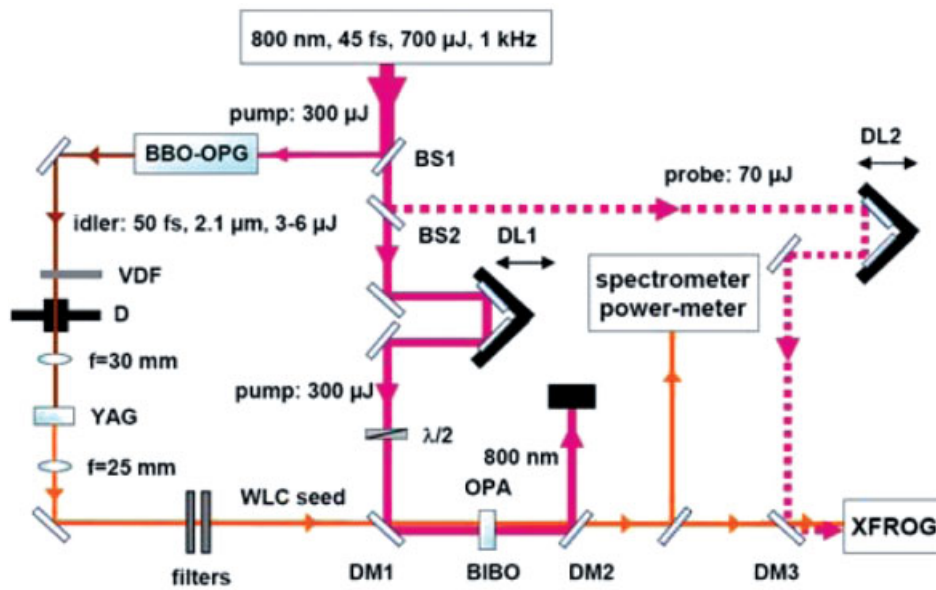 800 nm, 45 fs, 700 µJ, 1 kHz
pump: 300 µJ
BBO-OPG
BS1
DL2
probe: 70 µJ
idler: 50 fs, 2.1 µm, 3-6 µJ
BS2
DL1
VDF
spectrometer
power-meter
D
f=30 mm
pump: 300 µJ
YAG
λ/2
800 nm
f=25 mm
OPA
WLC seed
XFROG
filters
DM1
BIBO
DM2
DM3